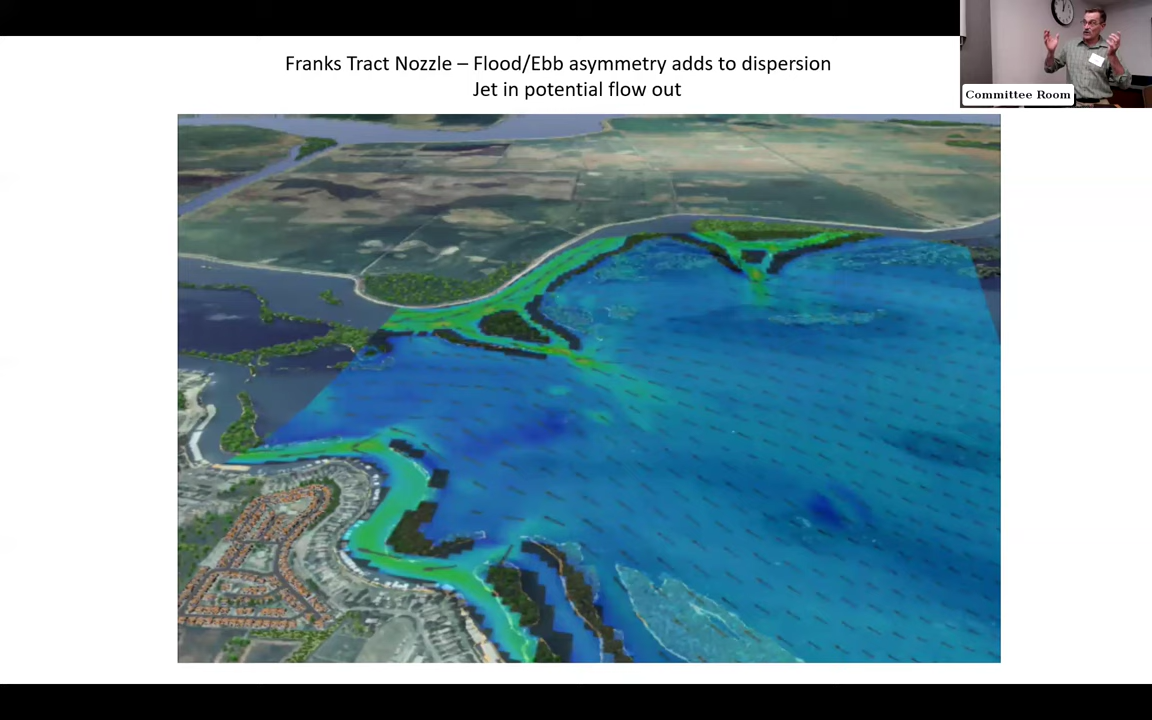 Franks Tract Nozzle – Flood/Ebb asymmetry adds to dispersion
Jet in potential flow out
Committee Room